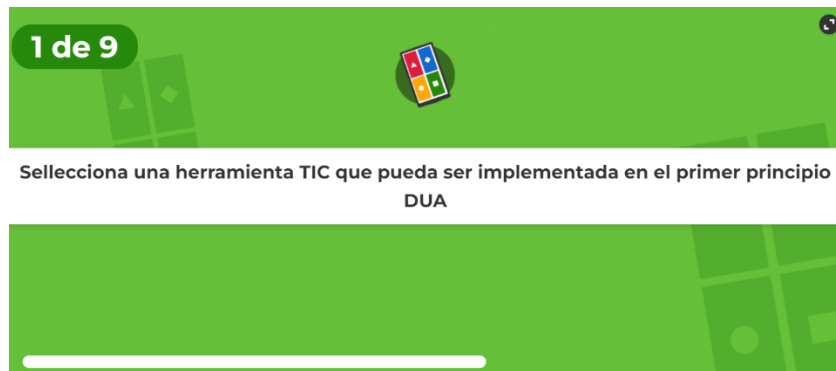 1 de 9
Sellecciona una herramienta TIC que pueda ser implementada en el primer principio
DUA